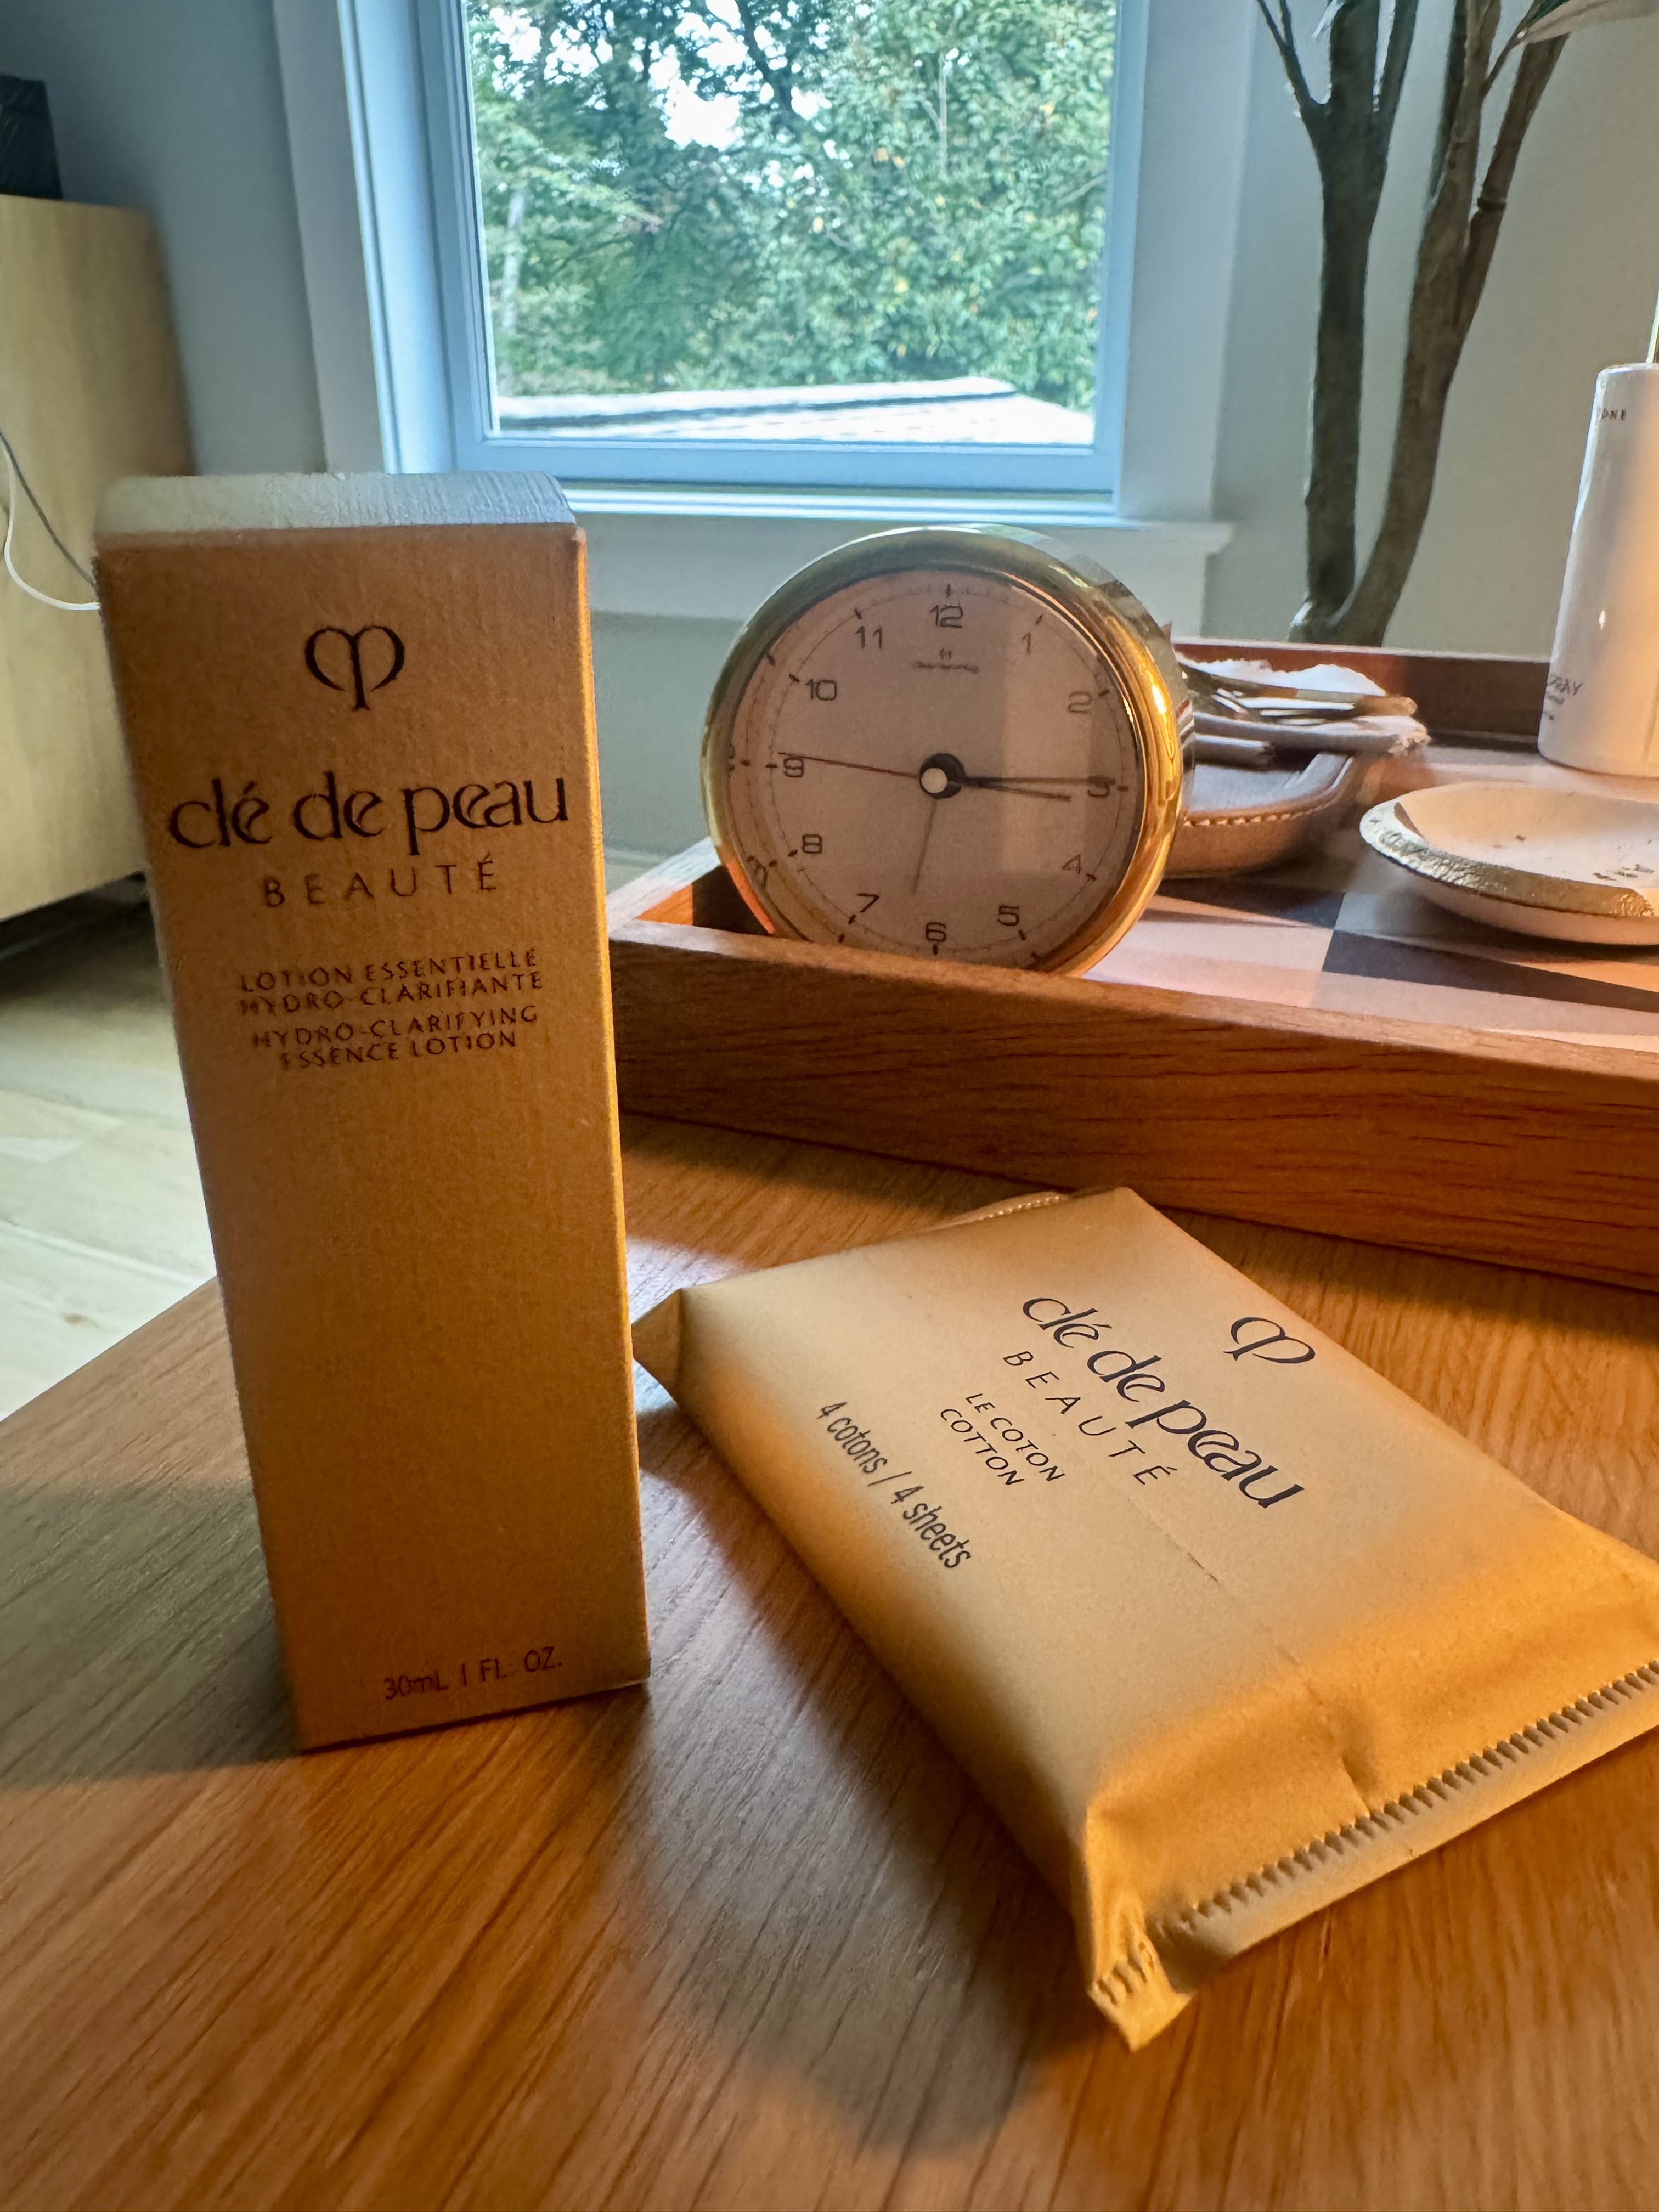 clé de peau
BEAUTÉ
LOTION ESSENTIELLE
HYDRO-CLARIFIANTE
HYDRO-CLARIFYING
ESSENCE LOTION
30mL 1 FL. OZ.
12
1
2
3
4
5
6
7
8
9
10
11
clé de peau
BEAUTÉ
LE COTON
COTTON
4 cotons / 4 sheets